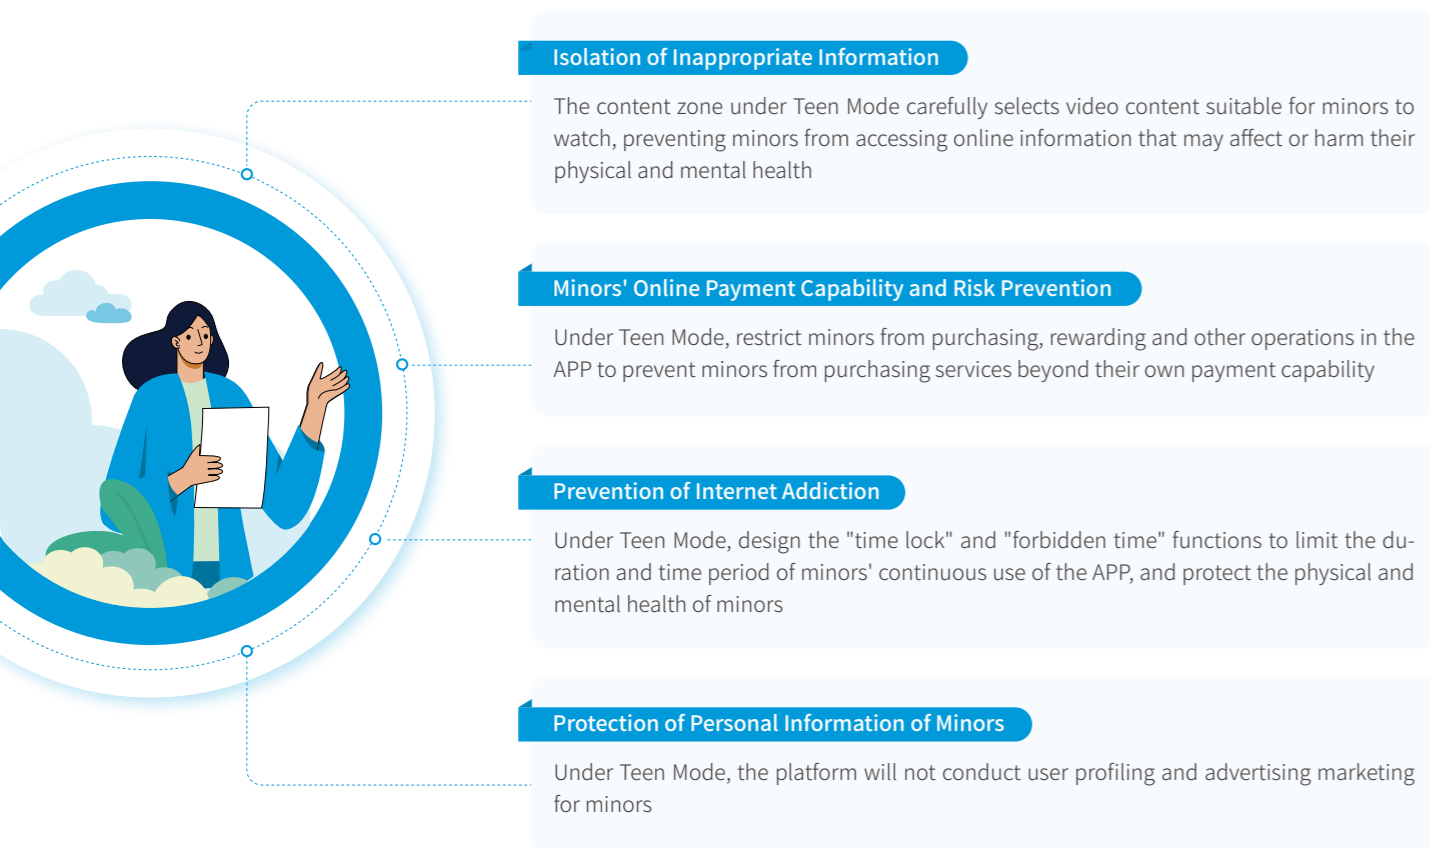 Isolation of Inappropriate Information
The content zone under Teen Mode carefully selects video content suitable for minors to
watch, preventing minors from accessing online information that may affect or harm their
physical and mental health
Minors' Online Payment Capability and Risk Prevention
Under Teen Mode, restrict minors from purchasing, rewarding and other operations in the
APP to prevent minors from purchasing services beyond their own payment capability
Prevention of Internet Addiction
Under Teen Mode, design the "time lock" and "forbidden time" functions to limit the du-
ration and time period of minors' continuous use of the APP, and protect the physical and
mental health of minors
Protection of Personal Information of Minors
Under Teen Mode, the platform will not conduct user profiling and advertising marketing
for minors